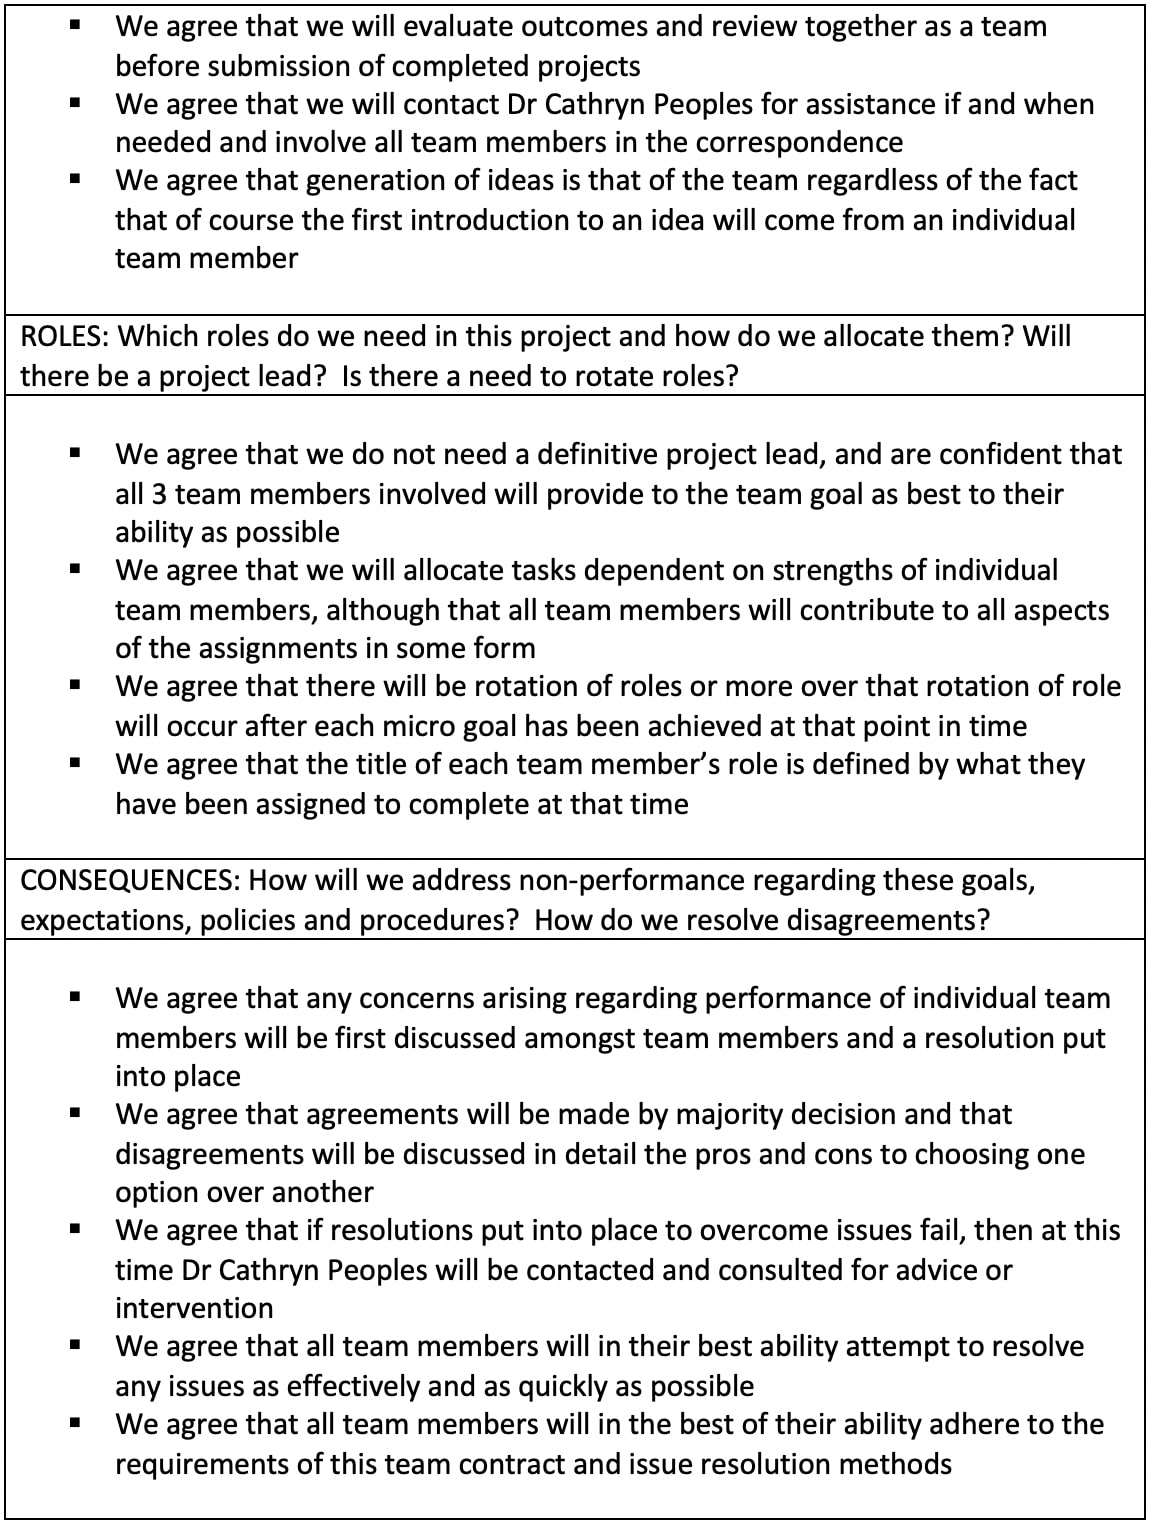 ▪ We agree that we will evaluate outcomes and review together as a team
before submission of completed projects
▪ We agree that we will contact Dr Cathryn Peoples for assistance if and when
needed and involve all team members in the correspondence
▪ We agree that generation of ideas is that of the team regardless of the fact
that of course the first introduction to an idea will come from an individual
team member
ROLES: Which roles do we need in this project and how do we allocate them? Will
there be a project lead?  Is there a need to rotate roles?
▪ We agree that we do not need a definitive project lead, and are confident that
all 3 team members involved will provide to the team goal as best to their
ability as possible
▪ We agree that we will allocate tasks dependent on strengths of individual
team members, although that all team members will contribute to all aspects
of the assignments in some form
▪ We agree that there will be rotation of roles or more over that rotation of role
will occur after each micro goal has been achieved at that point in time
▪ We agree that the title of each team member’s role is defined by what they
have been assigned to complete at that time
CONSEQUENCES: How will we address non-performance regarding these goals,
expectations, policies and procedures?  How do we resolve disagreements?
▪ We agree that any concerns arising regarding performance of individual team
members will be first discussed amongst team members and a resolution put
into place
▪ We agree that agreements will be made by majority decision and that
disagreements will be discussed in detail the pros and cons to choosing one
option over another
▪ We agree that if resolutions put into place to overcome issues fail, then at this
time Dr Cathryn Peoples will be contacted and consulted for advice or
intervention
▪ We agree that all team members will in their best ability attempt to resolve
any issues as effectively and as quickly as possible
▪ We agree that all team members will in the best of their ability adhere to the
requirements of this team contract and issue resolution methods